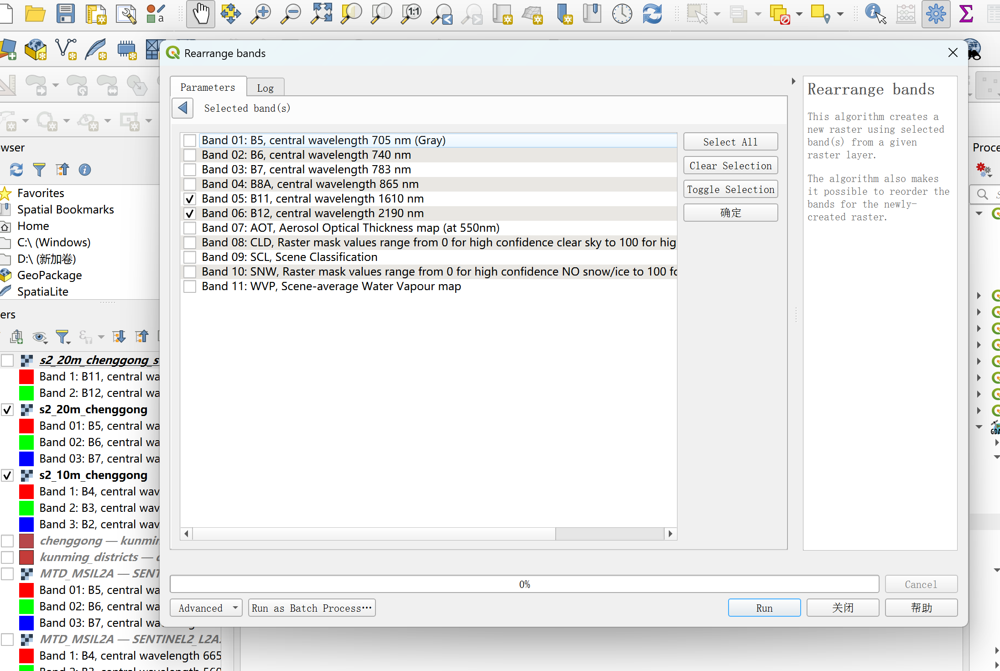 a
1:1
Σ
Rearrange bands
Parameters
Log
Selected band(s)
Band 01: B5, central wavelength 705 nm (Gray)
Band 02: B6, central wavelength 740 nm
Band 03: B7, central wavelength 783 nm
Band 04: B8A, central wavelength 865 nm
Band 05: B11, central wavelength 1610 nm
Band 06: B12, central wavelength 2190 nm
Band 07: AOT, Aerosol Optical Thickness map (at 550nm)
Band 08: CLD, Raster mask values range from 0 for high confidence clear sky to 100 for hig
Band 09: SCL, Scene Classification
Band 10: SNW, Raster mask values range from 0 for high confidence NO snow/ice to 100 fo
Band 11: WVP, Scene-average Water Vapour map
Select All
Clear Selection
Toggle Selection
确定
Rearrange bands
This algorithm creates a
new raster using selected
band(s) from a given
raster layer.
The algorithm also makes
it possible to reorder the
bands for the newly-
created raster.
0%
Cancel
Advanced
Run as Batch Process…
Run
关闭
帮助
wser
Favorites
Spatial Bookmarks
Home
C:\ (Windows)
D:\ (新加卷)
GeoPackage
SpatiaLite
ers
s2_20m_chenggong_s
Band 1: B11, central wa
Band 2: B12, central wa
s2_20m_chenggong
Band 01: B5, central wa
Band 02: B6, central wa
Band 03: B7, central wa
s2_10m_chenggong
Band 1: B4, central wav
Band 2: B3, central wav
Band 3: B2, central wav
chenggong — kunmin
kunming_districts —
MTD_MSIL2A — SENT
Band 01: B5, central wa
Band 02: B6, central wa
Band 03: B7, central wa
MTD_MSIL2A — SENTINEL2_L2A:
Band 1: B4, central wavelength 665
Proce
GDA